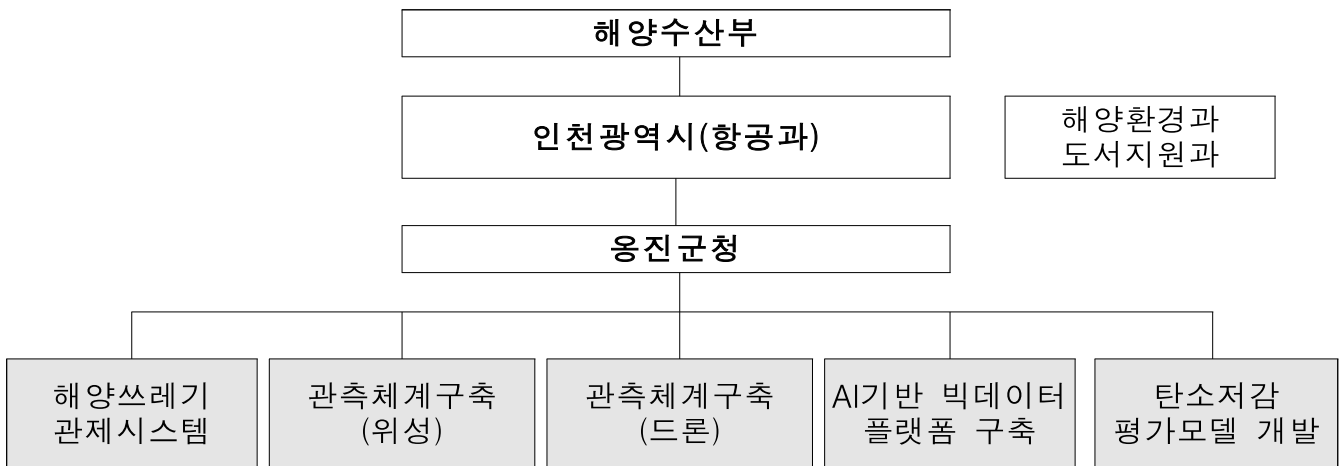 해양수산부
인천광역시(항공과)
해양환경과
도서지원과
옹진군청
해양쓰레기
관제시스템
관측체계구축
(위성)
관측체계구축
(드론)
AI기반 빅데이터
플랫폼 구축
탄소저감
평가모델 개발